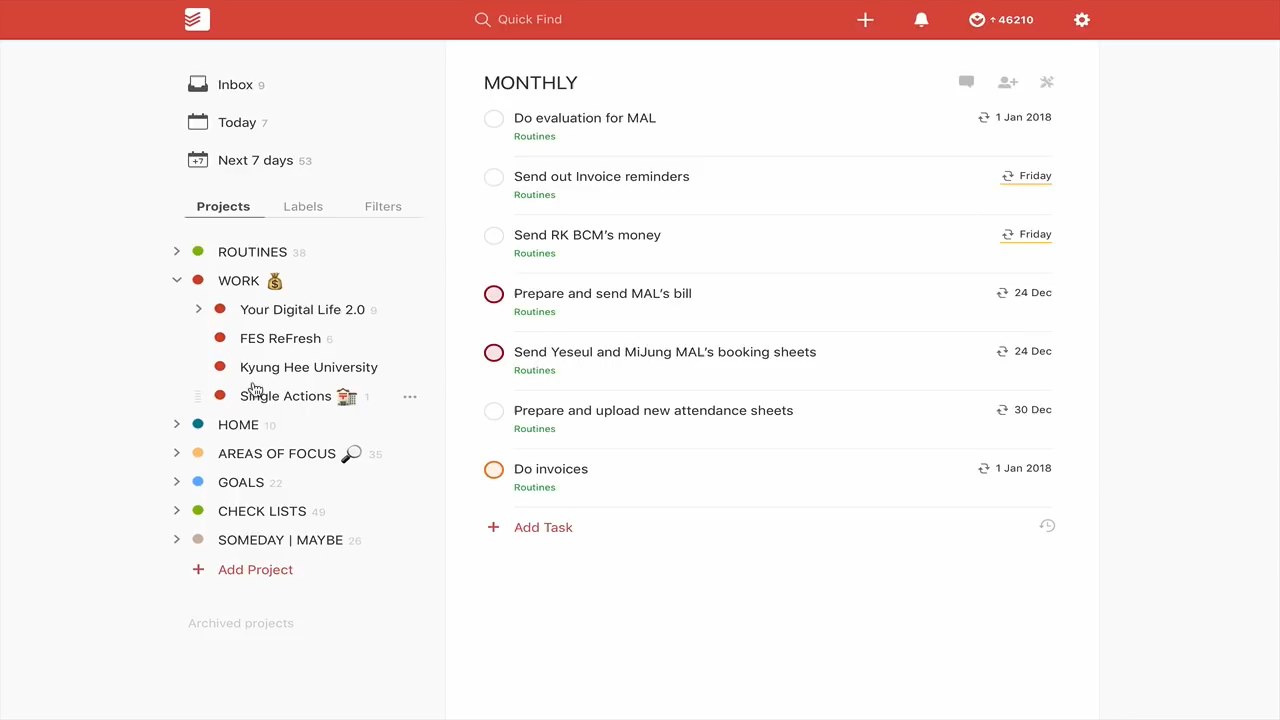 Quick Find
↑46210
Inbox 9
Today 7
+7 Next 7 days 53
Projects Labels Filters
ROUTINES 38
WORK
Your Digital Life 2.0 9
FES ReFresh 6
Kyung Hee University
Single Actions 1
HOME 10
AREAS OF FOCUS 35
GOALS 22
CHECK LISTS 49
SOMEDAY | MAYBE 26
+ Add Project
Archived projects
MONTHLY
Do evaluation for MAL 1 Jan 2018
Routines
Send out Invoice reminders Friday
Routines
Send RK BCM's money Friday
Routines
Prepare and send MAL's bill 24 Dec
Routines
Send Yeseul and MiJung MAL's booking sheets 24 Dec
Routines
Prepare and upload new attendance sheets 30 Dec
Routines
Do invoices 1 Jan 2018
Routines
+ Add Task